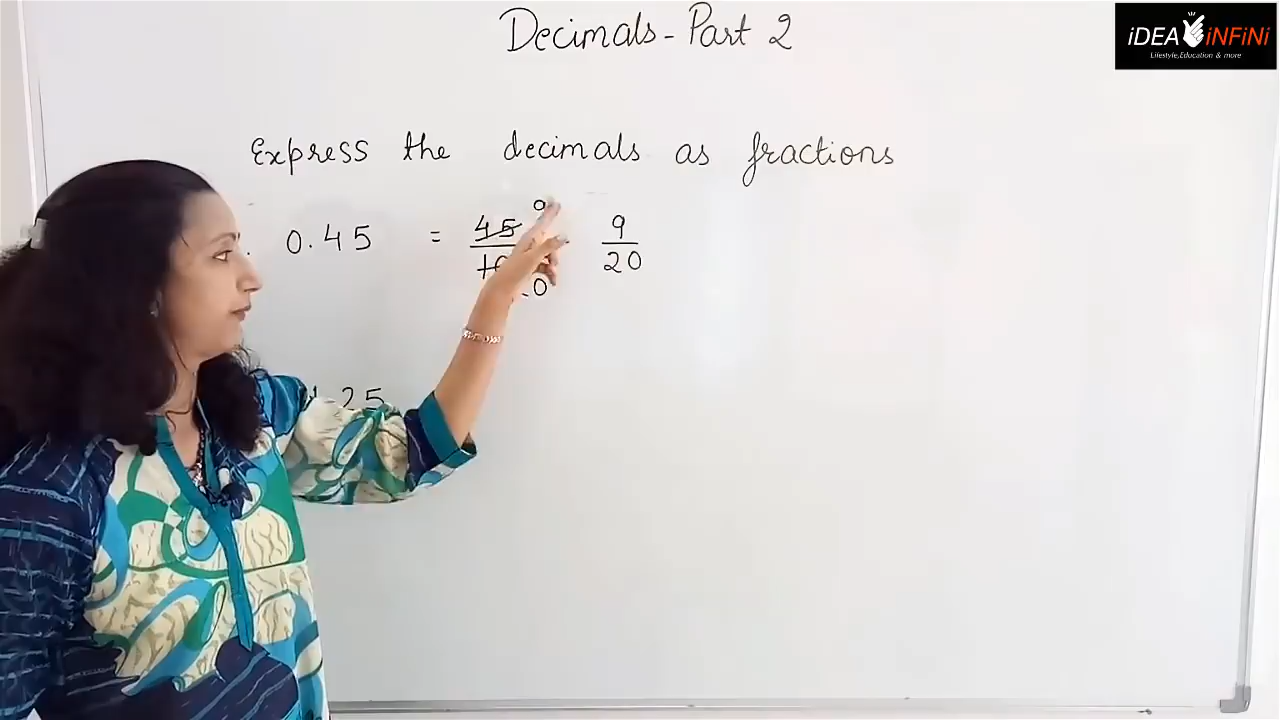 Decimals - Part 2
iDEA iNFiNi
Lifestyle,Education & more
Express the decimals as fractions
9
0.45 = 45 9
20
25